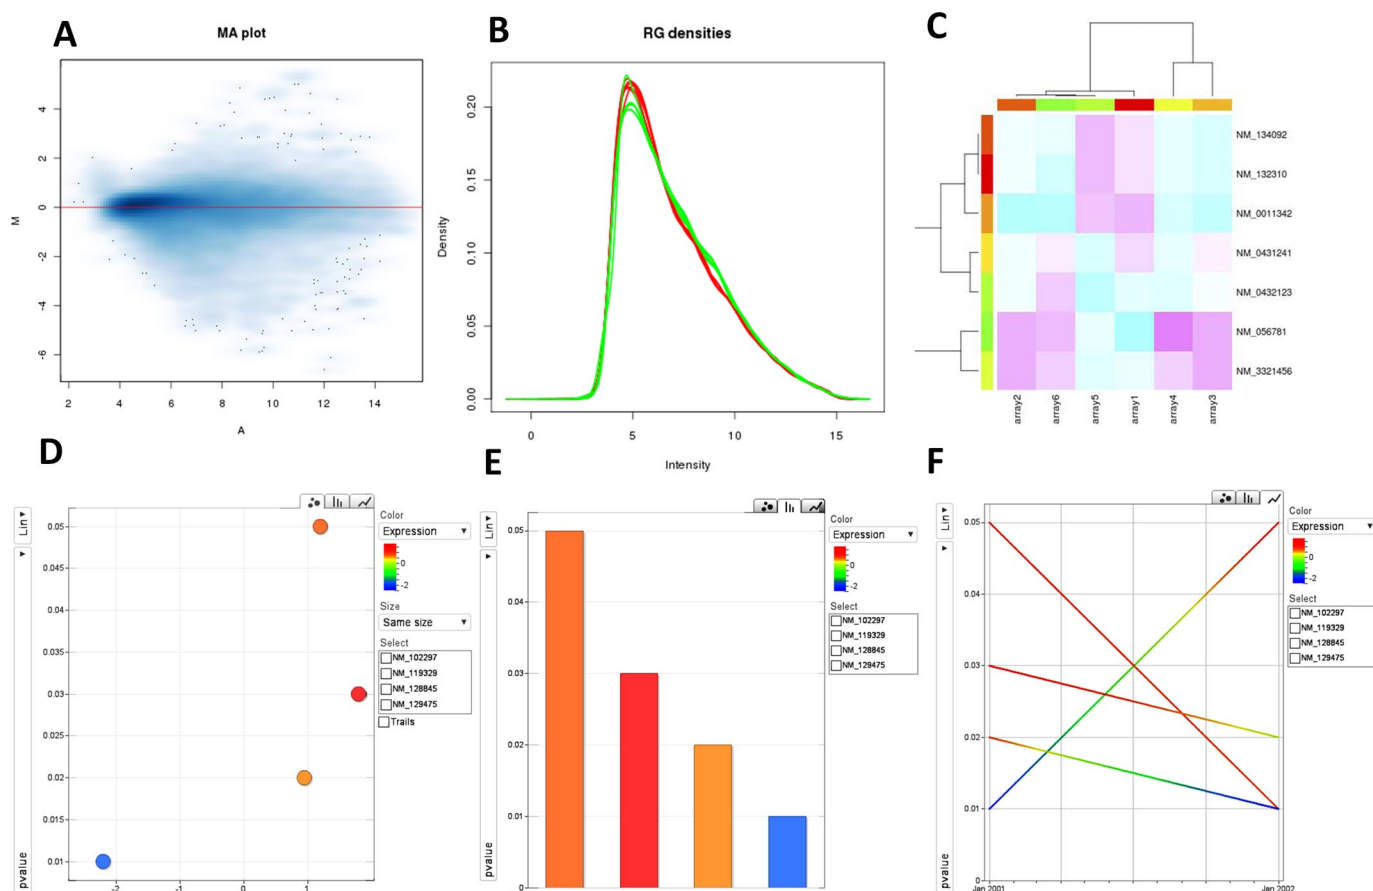 A
MA plot
4
2
0
-2
-4
-6
M
2
4
6
8
10
12
14
A
B
RG densities
0.20
0.15
0.10
0.05
0.00
Density
0
5
10
15
Intensity
C
NM_134092
NM_132310
NM_0011342
NM_0431241
NM_0432123
NM_056781
NM_3321456
array2
array6
array5
array1
array4
array3
D
Lin
pvalue
0.05
0.045
0.04
0.035
0.03
0.025
0.02
0.015
0.01
-2
-1
0
1
Color
Expression
0
-2
Size
Same size
Select
NM_102297
NM_119329
NM_128845
NM_129475
Trails
E
Lin
pvalue
0.05
0.04
0.03
0.02
0.01
0
Color
Expression
0
-2
Select
NM_102297
NM_119329
NM_128845
NM_129475
F
Lin
pvalue
0.05
0.04
0.03
0.02
0.01
0
Jan 2001
Jan 2002
Color
Expression
0
-2
Select
NM_102297
NM_119329
NM_128845
NM_129475